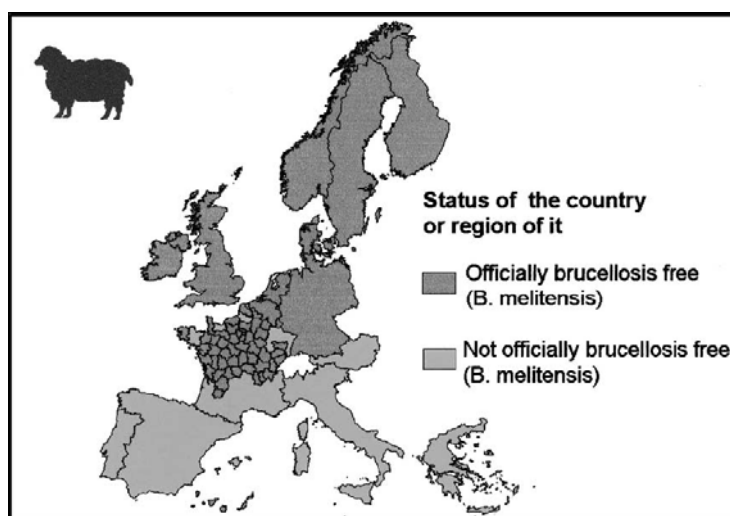 Status of the country
or region of it
Officially brucellosis free
(B. melitensis)
Not officially brucellosis free
(B. melitensis)